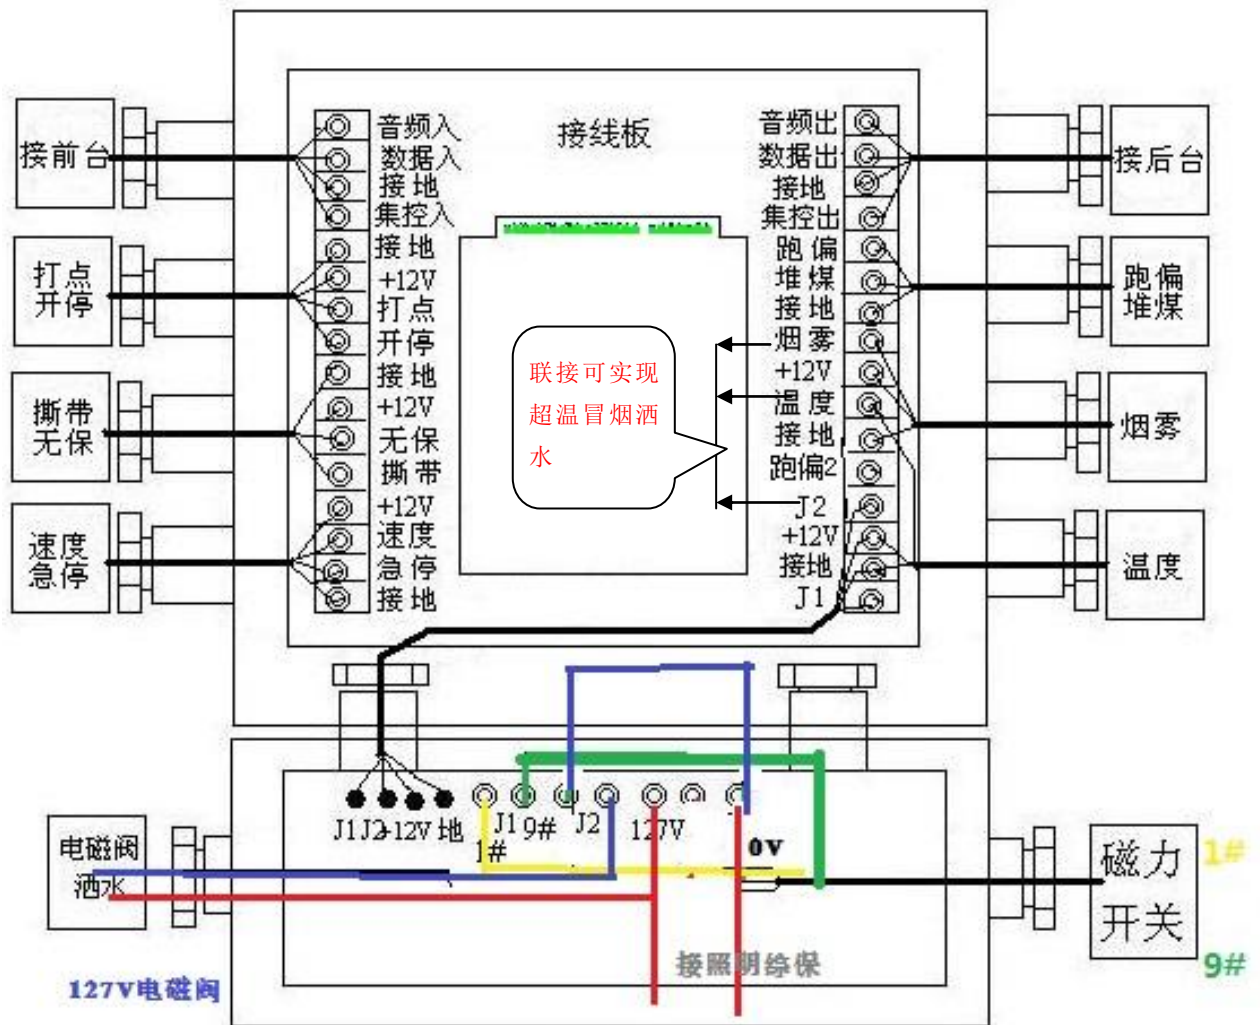 接线板
接前台
打点
开停
撕带
无保
速度
急停
音频入
数据入
接地
集控入
接地
+12V
打点
开停
接地
+12V
无保
撕带
+12V
速度
急停
接地
联接可实现
超温冒烟洒
水
音频出
数据出
接地
集控出
跑偏
堆煤
接地
烟雾
+12V
温度
接地
跑偏2
J2
+12V
接地
J1
接后台
跑偏
堆煤
烟雾
温度
J1 J2 +12V 地
J1 9# J2 127V
1#
0V
电磁阀
洒水
127V电磁阀
接照明综保
磁力
开关
1#
9#